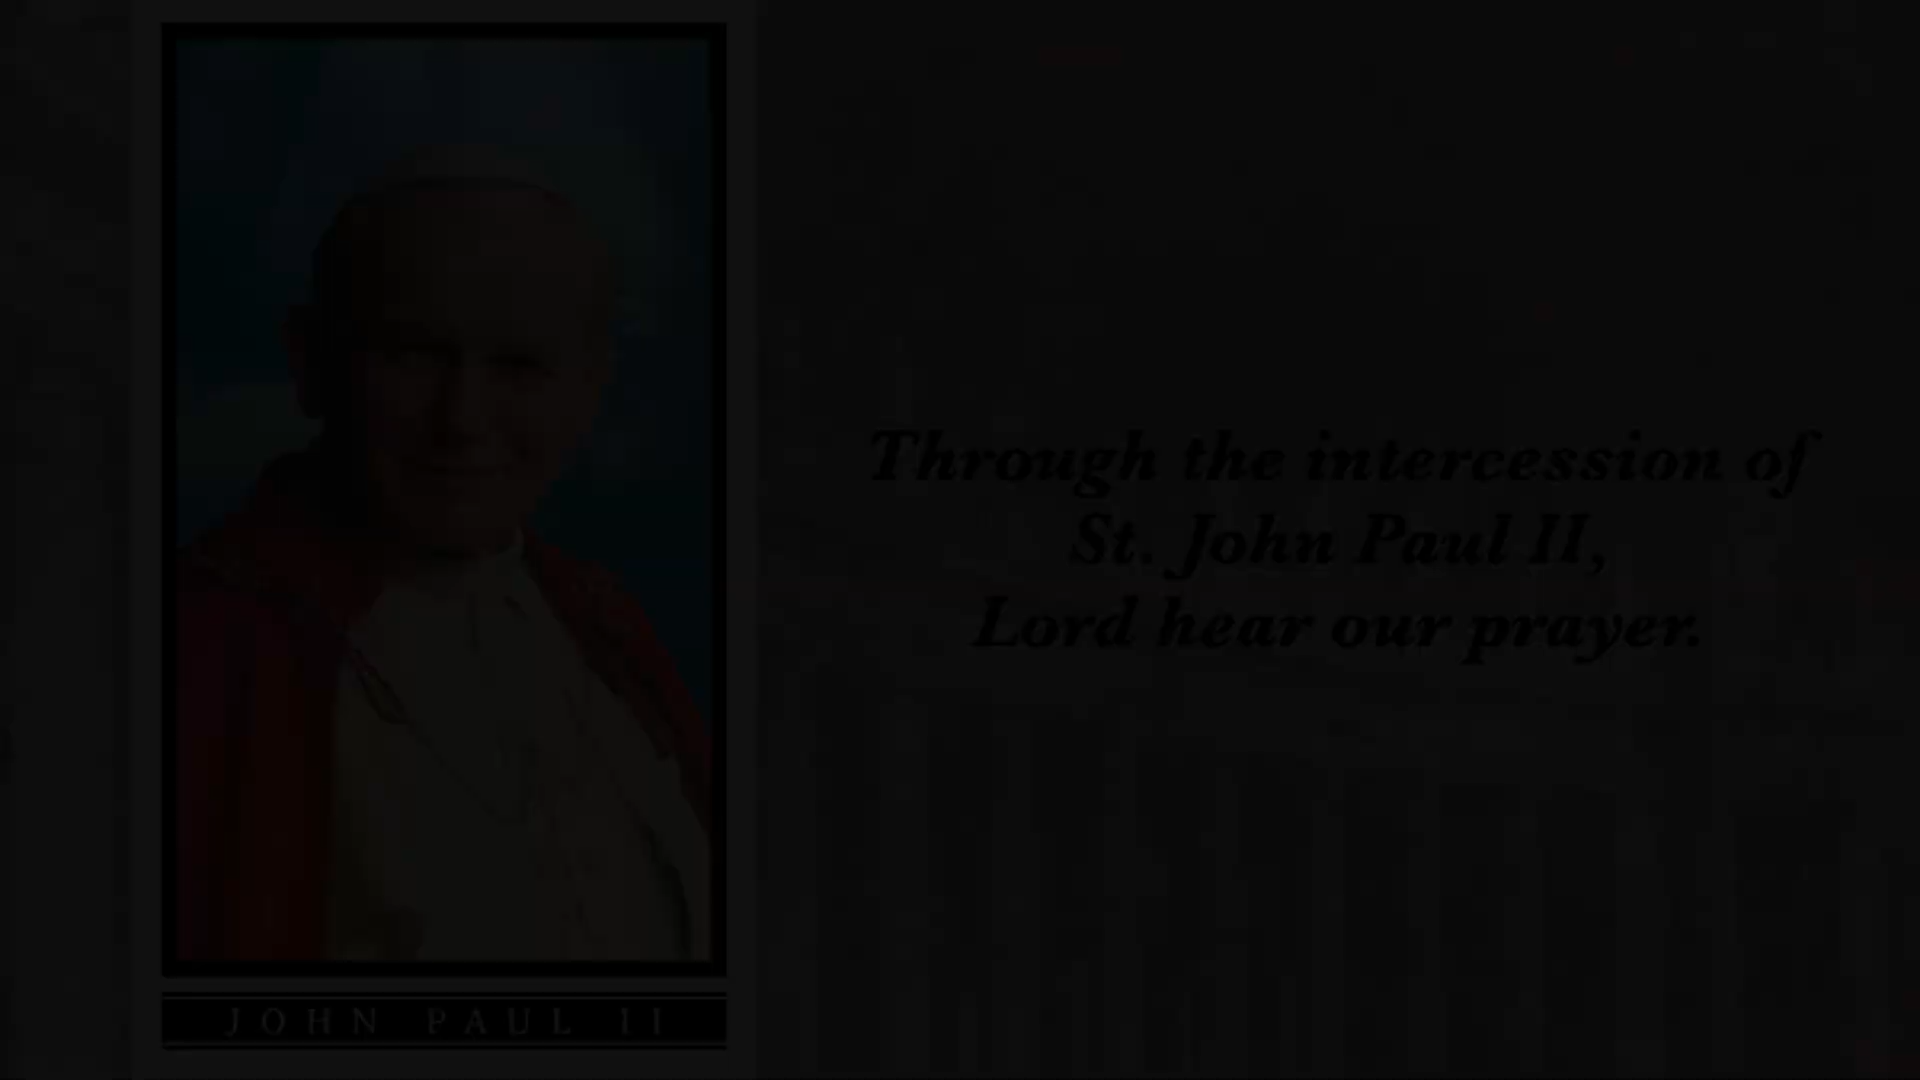 Through the intercession of
St. John Paul II,
Lord hear our prayer.
JOHN PAUL II